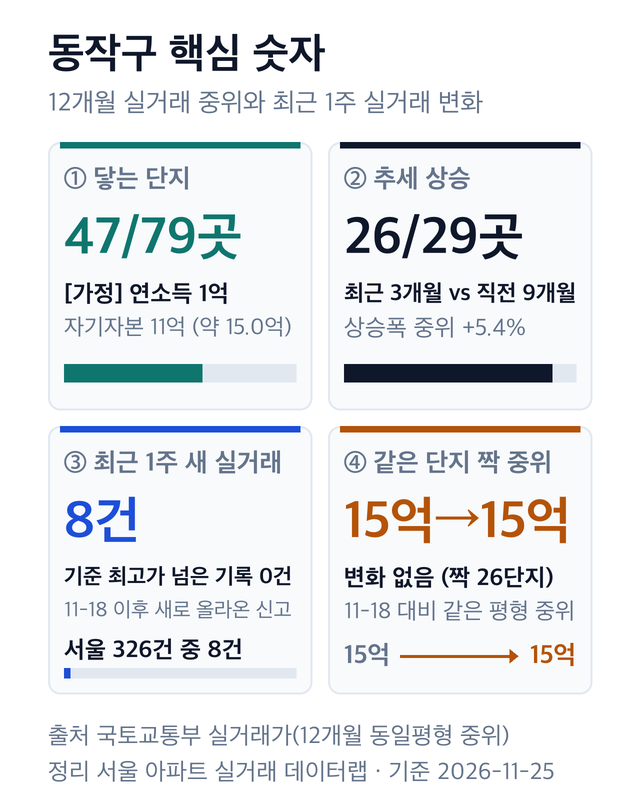 동작구 핵심 숫자
12개월 실거래 중위와 최근 1주 실거래 변화
① 닿는 단지
47/79곳
[가정] 연소득 1억
자기자본 11억 (약 15.0억)
② 추세 상승
26/29곳
최근 3개월 vs 직전 9개월
상승폭 중위 +5.4%
③ 최근 1주 새 실거래
8건
기준 최고가 넘은 기록 0건
11-18 이후 새로 올라온 신고
서울 326건 중 8건
④ 같은 단지 짝 중위
15억→15억
변화 없음 (짝 26단지)
11-18 대비 같은 평형 중위
15억 → 15억
출처 국토교통부 실거래가(12개월 동일평형 중위)
정리 서울 아파트 실거래 데이터랩 · 기준 2026-11-25